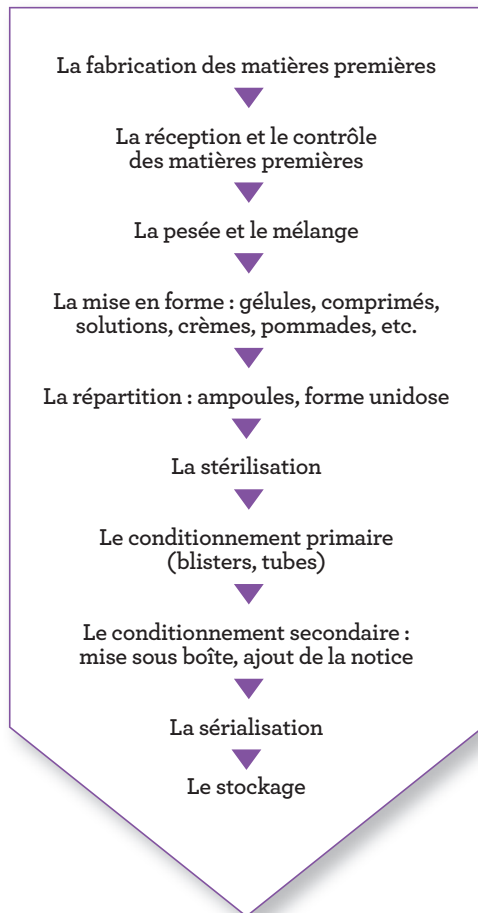 La fabrication des matières premières
La réception et le contrôle
des matières premières
La pesée et le mélange
La mise en forme : gélules, comprimés,
solutions, crèmes, pommades, etc.
La répartition : ampoules, forme unidose
La stérilisation
Le conditionnement primaire
(blisters, tubes)
Le conditionnement secondaire :
mise sous boîte, ajout de la notice
La sérialisation
Le stockage